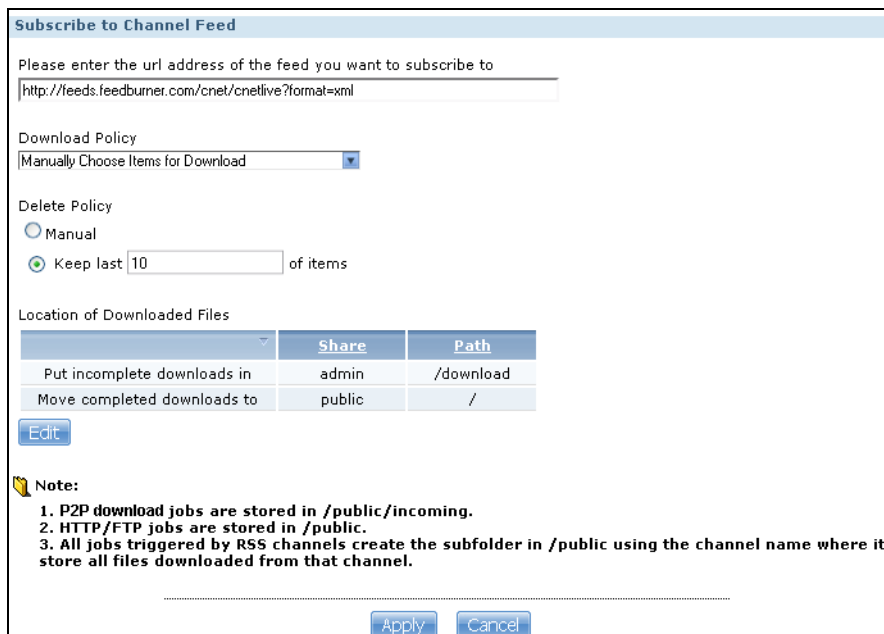 Subscribe to Channel Feed
Please enter the url address of the feed you want to subscribe to
http://feeds.feedburner.com/cnet/cnetlive?format=xml
Download Policy
Manually Choose Items for Download
Delete Policy
Manual
Keep last 10 of items
Location of Downloaded Files
Share Path
Put incomplete downloads in admin /download
Move completed downloads to public /
Edit
Note:
1. P2P download jobs are stored in /public/incoming.
2. HTTP/FTP jobs are stored in /public.
3. All jobs triggered by RSS channels create the subfolder in /public using the channel name where it
store all files downloaded from that channel.
Apply Cancel